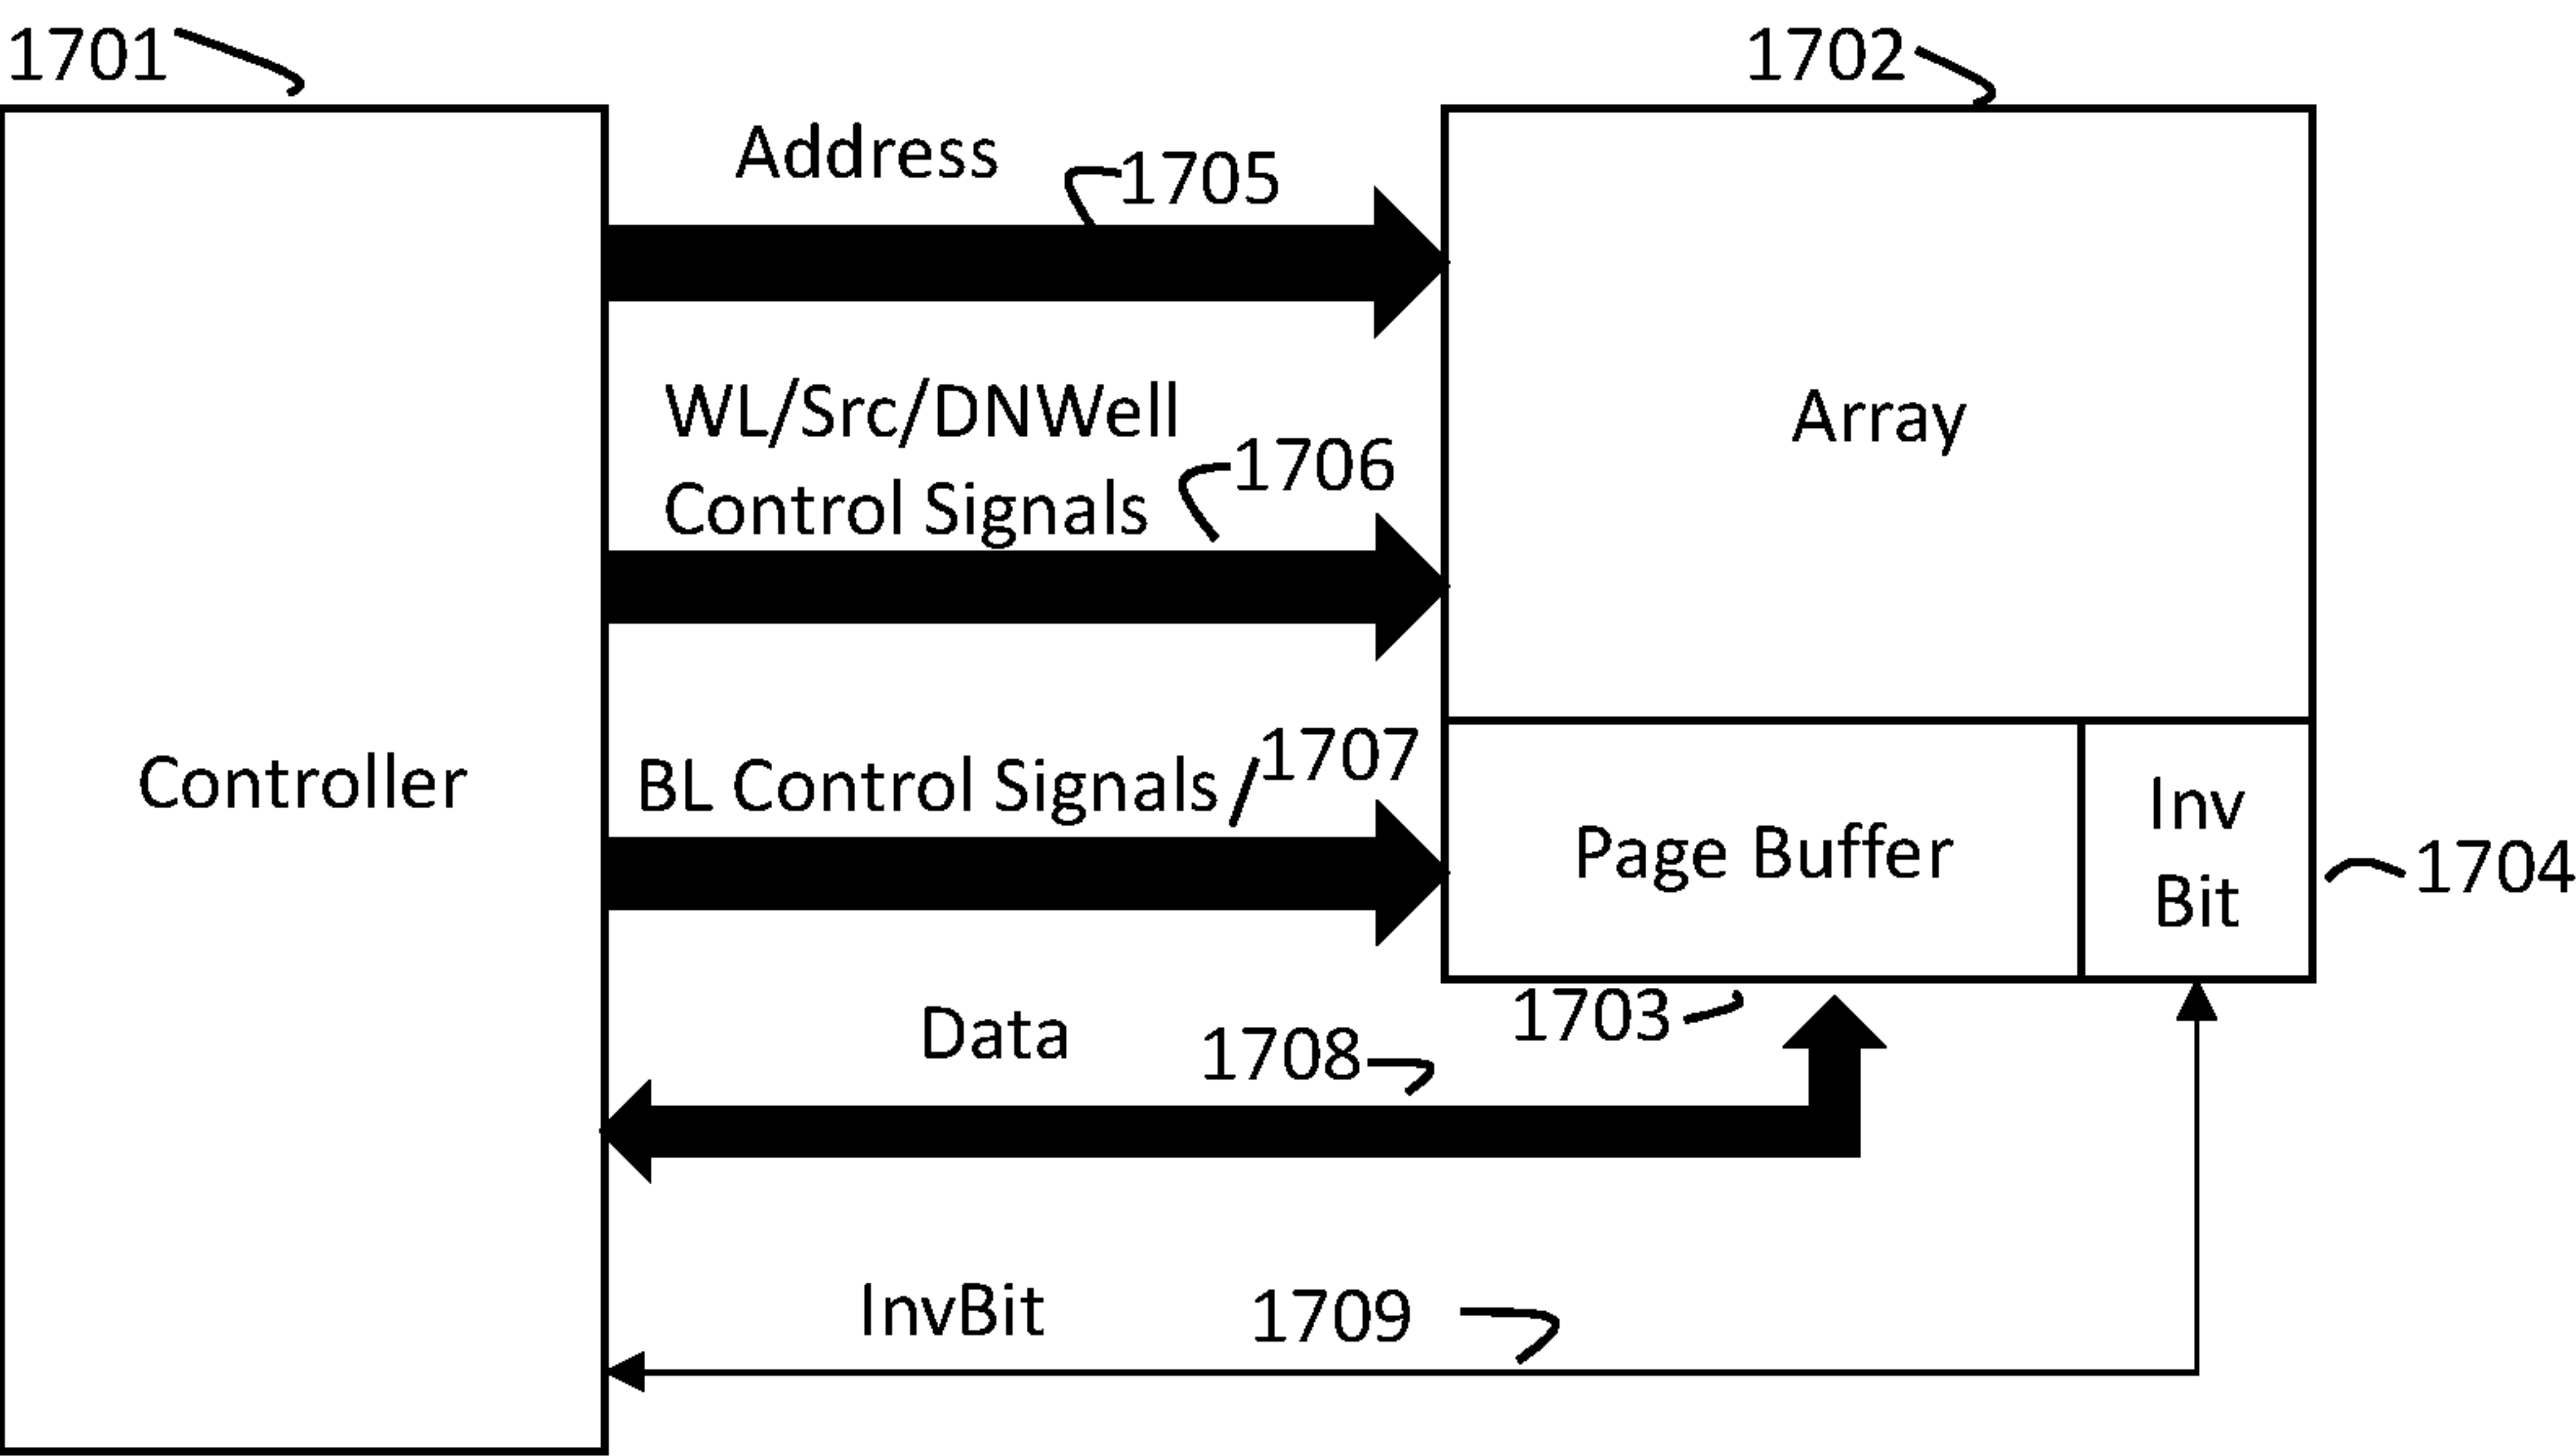 1701
1702
Address
1705
WL/Src/DNWell
Control Signals
1706
Array
Controller
BL Control Signals
1707
Page Buffer
Inv
Bit
1704
1703
Data
1708
InvBit
1709